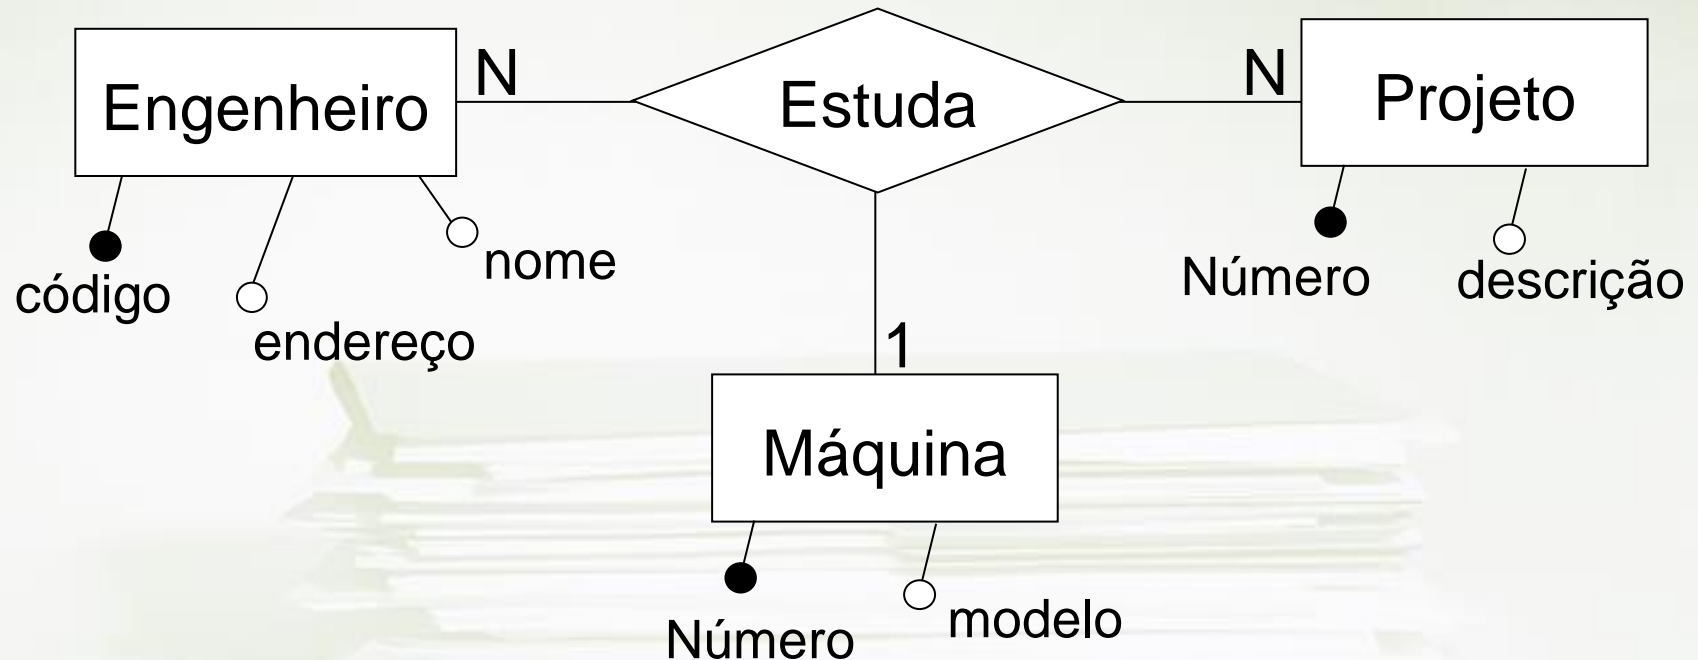 Engenheiro
N
Estuda
N
Projeto
código
endereço
nome
Número
descrição
1
Máquina
Número
modelo